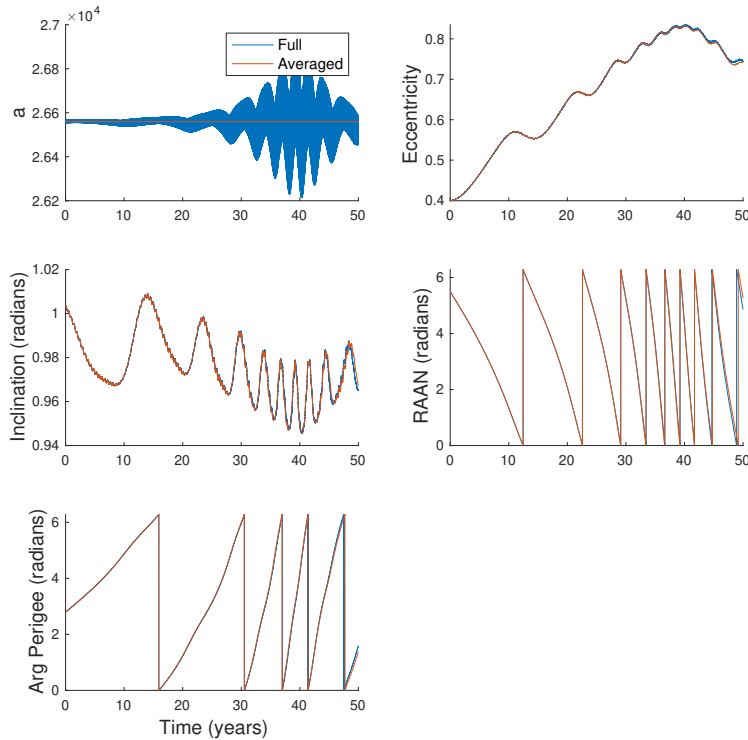 ×10⁴
2.7
2.68
2.66
2.64
2.62
a
0 10 20 30 40 50
Full
Averaged
0.8
0.7
0.6
0.5
0.4
Eccentricity
0 10 20 30 40 50
1.02
1
0.98
0.96
0.94
Inclination (radians)
0 10 20 30 40 50
6
4
2
0
RAAN (radians)
0 10 20 30 40 50
6
4
2
0
Arg Perigee (radians)
0 10 20 30 40 50
Time (years)